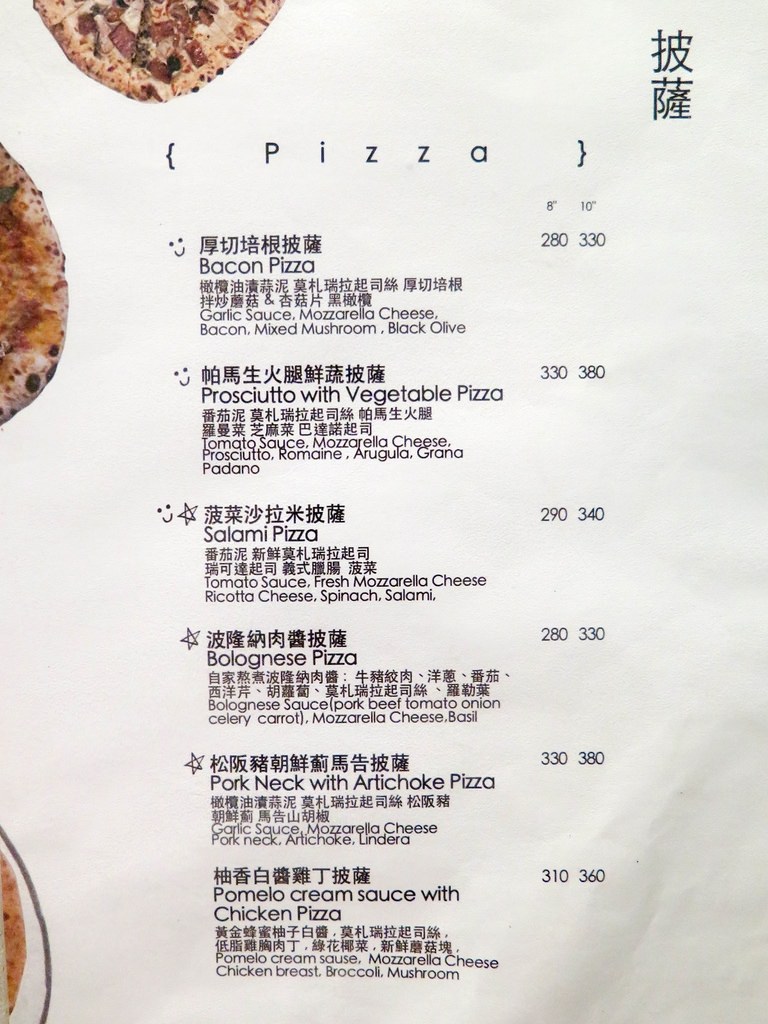 披薩
{ Pizza }
8" 10"
厚切培根披薩 280 330
Bacon Pizza
橄欖油漬蒜泥 莫札瑞拉起司絲 厚切培根
拌炒蘑菇 & 杏菇片 黑橄欖
Garlic Sauce, Mozzarella Cheese,
Bacon, Mixed Mushroom , Black Olive
帕馬生火腿鮮蔬披薩 330 380
Prosciutto with Vegetable Pizza
番茄泥 莫札瑞拉起司絲 帕馬生火腿
羅曼菜 芝麻菜 巴達諾起司
Tomato Sauce, Mozzarella Cheese,
Prosciutto, Romaine , Arugula, Grana
Padano
菠菜沙拉米披薩 290 340
Salami Pizza
番茄泥 新鮮莫札瑞拉起司
瑞可達起司 義式臘腸 菠菜
Tomato Sauce, Fresh Mozzarella Cheese
Ricotta Cheese, Spinach, Salami,
波隆納肉醬披薩 280 330
Bolognese Pizza
自家熬煮波隆納肉醬：牛豬絞肉、洋蔥、番茄、
西洋芹、胡蘿蔔、莫札瑞拉起司絲、羅勒葉
Bolognese Sauce(pork beef tomato onion
celery carrot), Mozzarella Cheese,Basil
松阪豬朝鮮薊馬告披薩 330 380
Pork Neck with Artichoke Pizza
橄欖油漬蒜泥 莫札瑞拉起司絲 松阪豬
朝鮮薊 馬告山胡椒
Garlic Sauce, Mozzarella Cheese
Pork neck, Artichoke, Lindera
柚香白醬雞丁披薩 310 360
Pomelo cream sauce with
Chicken Pizza
黃金蜂蜜柚子白醬，莫札瑞拉起司絲，
低脂雞胸肉丁，綠花椰菜，新鮮蘑菇塊，
Pomelo cream sause, Mozzarella Cheese
Chicken breast, Broccoli, Mushroom